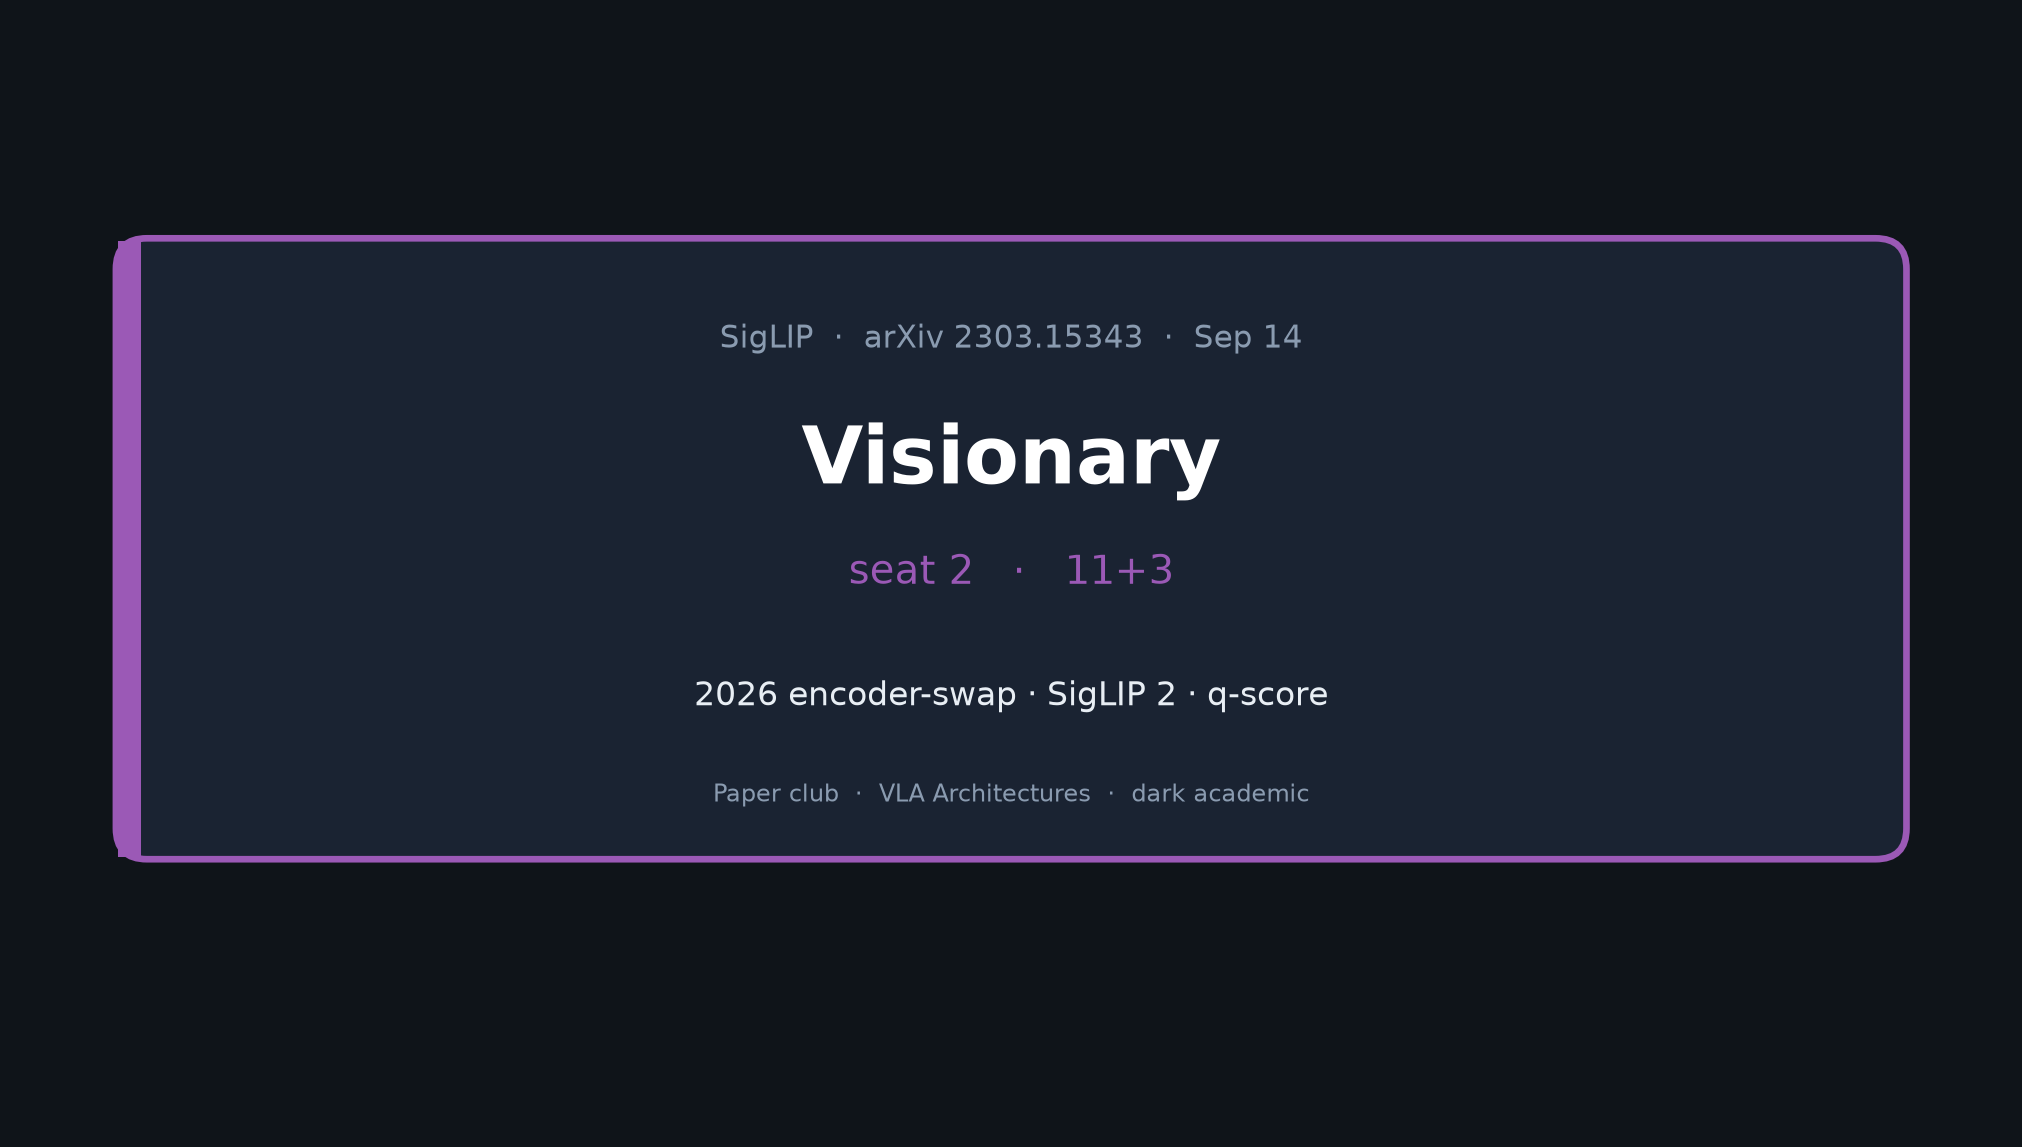 SigLIP · arXiv 2303.15343 · Sep 14
Visionary
seat 2 · 11+3
2026 encoder-swap · SigLIP 2 · q-score
Paper club · VLA Architectures · dark academic